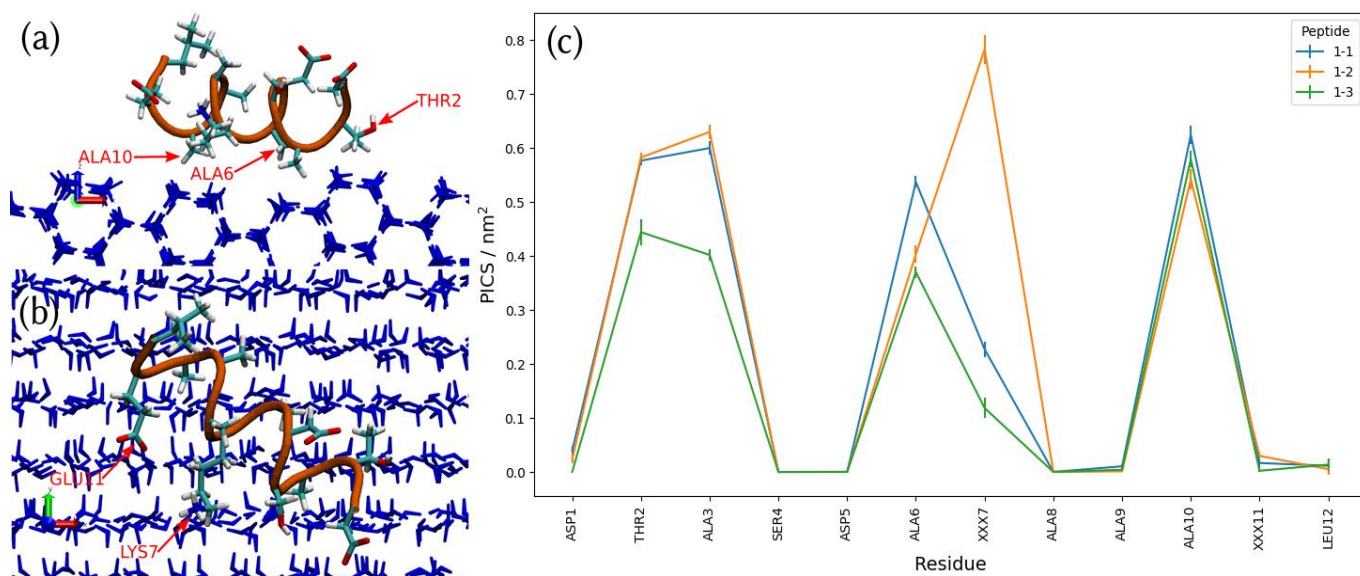 (a)
THR2
ALA10
ALA6
z
(b)
GLU11
LYS7
y
(c)
Peptide
1-1
1-2
1-3
PICS / nm²
0.8
0.7
0.6
0.5
0.4
0.3
0.2
0.1
0.0
ASP1
THR2
ALA3
SER4
ASP5
ALA6
XXX7
ALA8
ALA9
ALA10
XXX11
LEU12
Residue